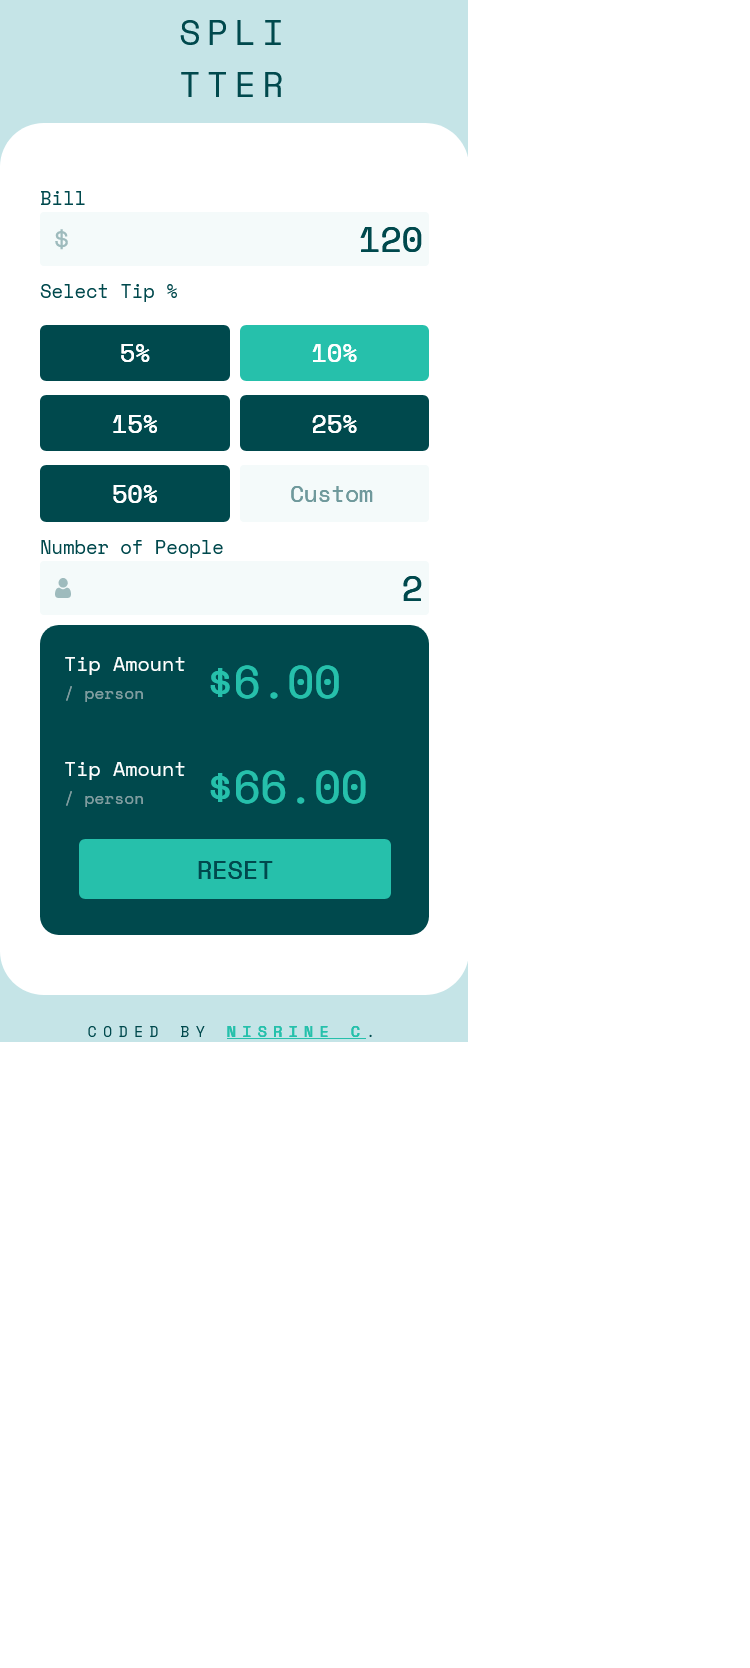 SPLI
TTER
Bill
$ 120
Select Tip %
5% 10%
15% 25%
50% Custom
Number of People
2
Tip Amount
/ person
$6.00
Tip Amount
/ person
$66.00
RESET
CODED BY NISRINE C.